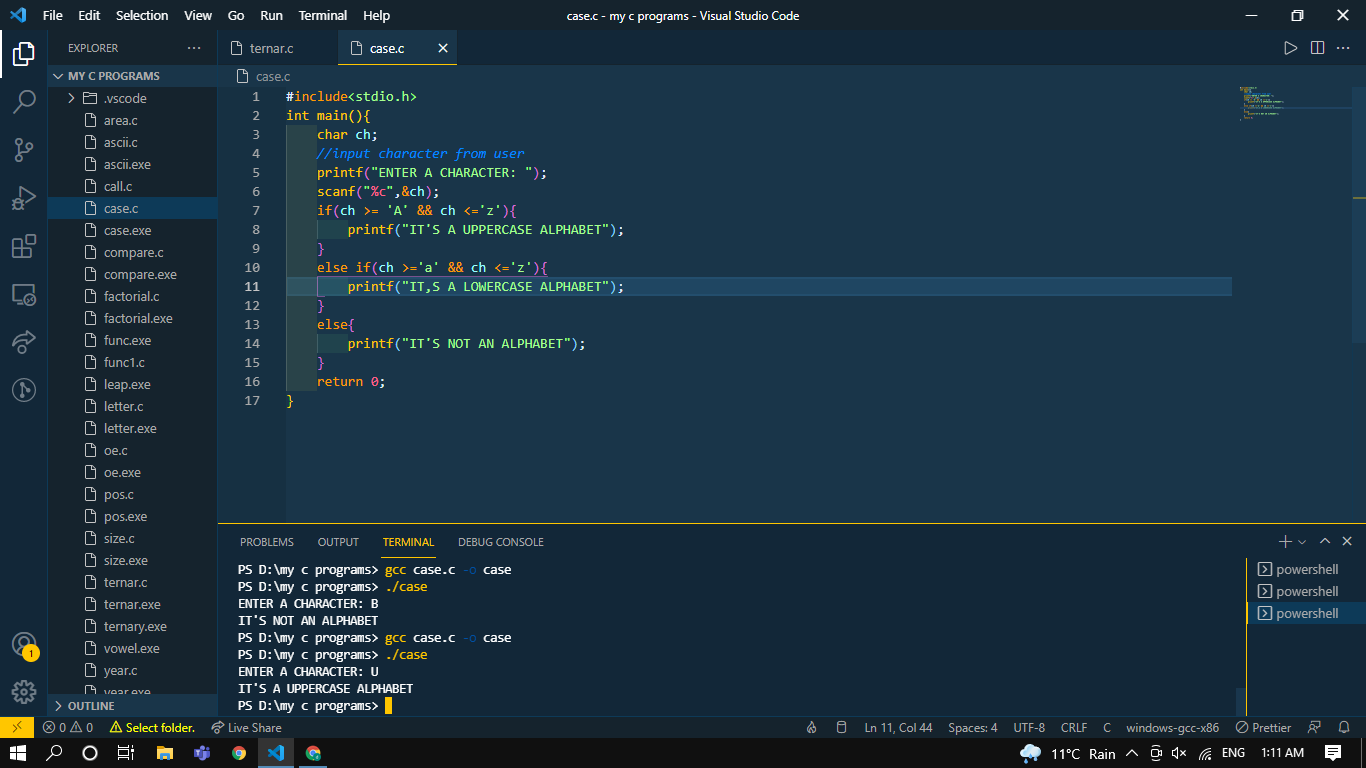 File Edit Selection View Go Run Terminal Help case.c - my c programs - Visual Studio Code
EXPLORER
MY C PROGRAMS
.vscode
area.c
ascii.c
ascii.exe
call.c
case.c
case.exe
compare.c
compare.exe
factorial.c
factorial.exe
func.exe
func1.c
leap.exe
letter.c
letter.exe
oe.c
oe.exe
pos.c
pos.exe
size.c
size.exe
ternar.c
ternar.exe
ternary.exe
vowel.exe
year.c
year.exe
OUTLINE
ternar.c case.c
case.c
1 #include<stdio.h>
2 int main(){
3 char ch;
4 //input character from user
5 printf("ENTER A CHARACTER: ");
6 scanf("%c",&ch);
7 if(ch >= 'A' && ch <='z'){
8 printf("IT'S A UPPERCASE ALPHABET");
9 }
10 else if(ch >='a' && ch <='z'){
11 printf("IT,S A LOWERCASE ALPHABET");
12 }
13 else{
14 printf("IT'S NOT AN ALPHABET");
15 }
16 return 0;
17 }
PROBLEMS OUTPUT TERMINAL DEBUG CONSOLE
PS D:\my c programs> gcc case.c -o case
PS D:\my c programs> ./case
ENTER A CHARACTER: B
IT'S NOT AN ALPHABET
PS D:\my c programs> gcc case.c -o case
PS D:\my c programs> ./case
ENTER A CHARACTER: U
IT'S A UPPERCASE ALPHABET
PS D:\my c programs>
powershell
powershell
powershell
1
0 0 Select folder. Live Share Ln 11, Col 44 Spaces: 4 UTF-8 CRLF C windows-gcc-x86 Prettier
11°C Rain ENG 1:11 AM